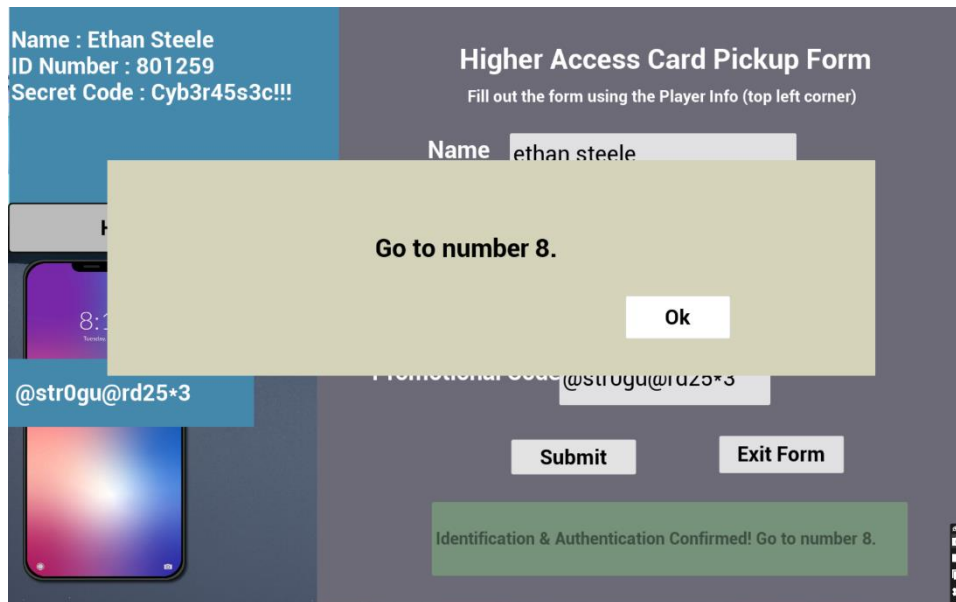 Name : Ethan Steele
ID Number : 801259
Secret Code : Cyb3r45s3c!!!
Higher Access Card Pickup Form
Fill out the form using the Player Info (top left corner)
Name ethan steele
Go to number 8.
Ok
@str0gu@rd25*3
@str0gu@rd25*3
Submit
Exit Form
Identification & Authentication Confirmed! Go to number 8.